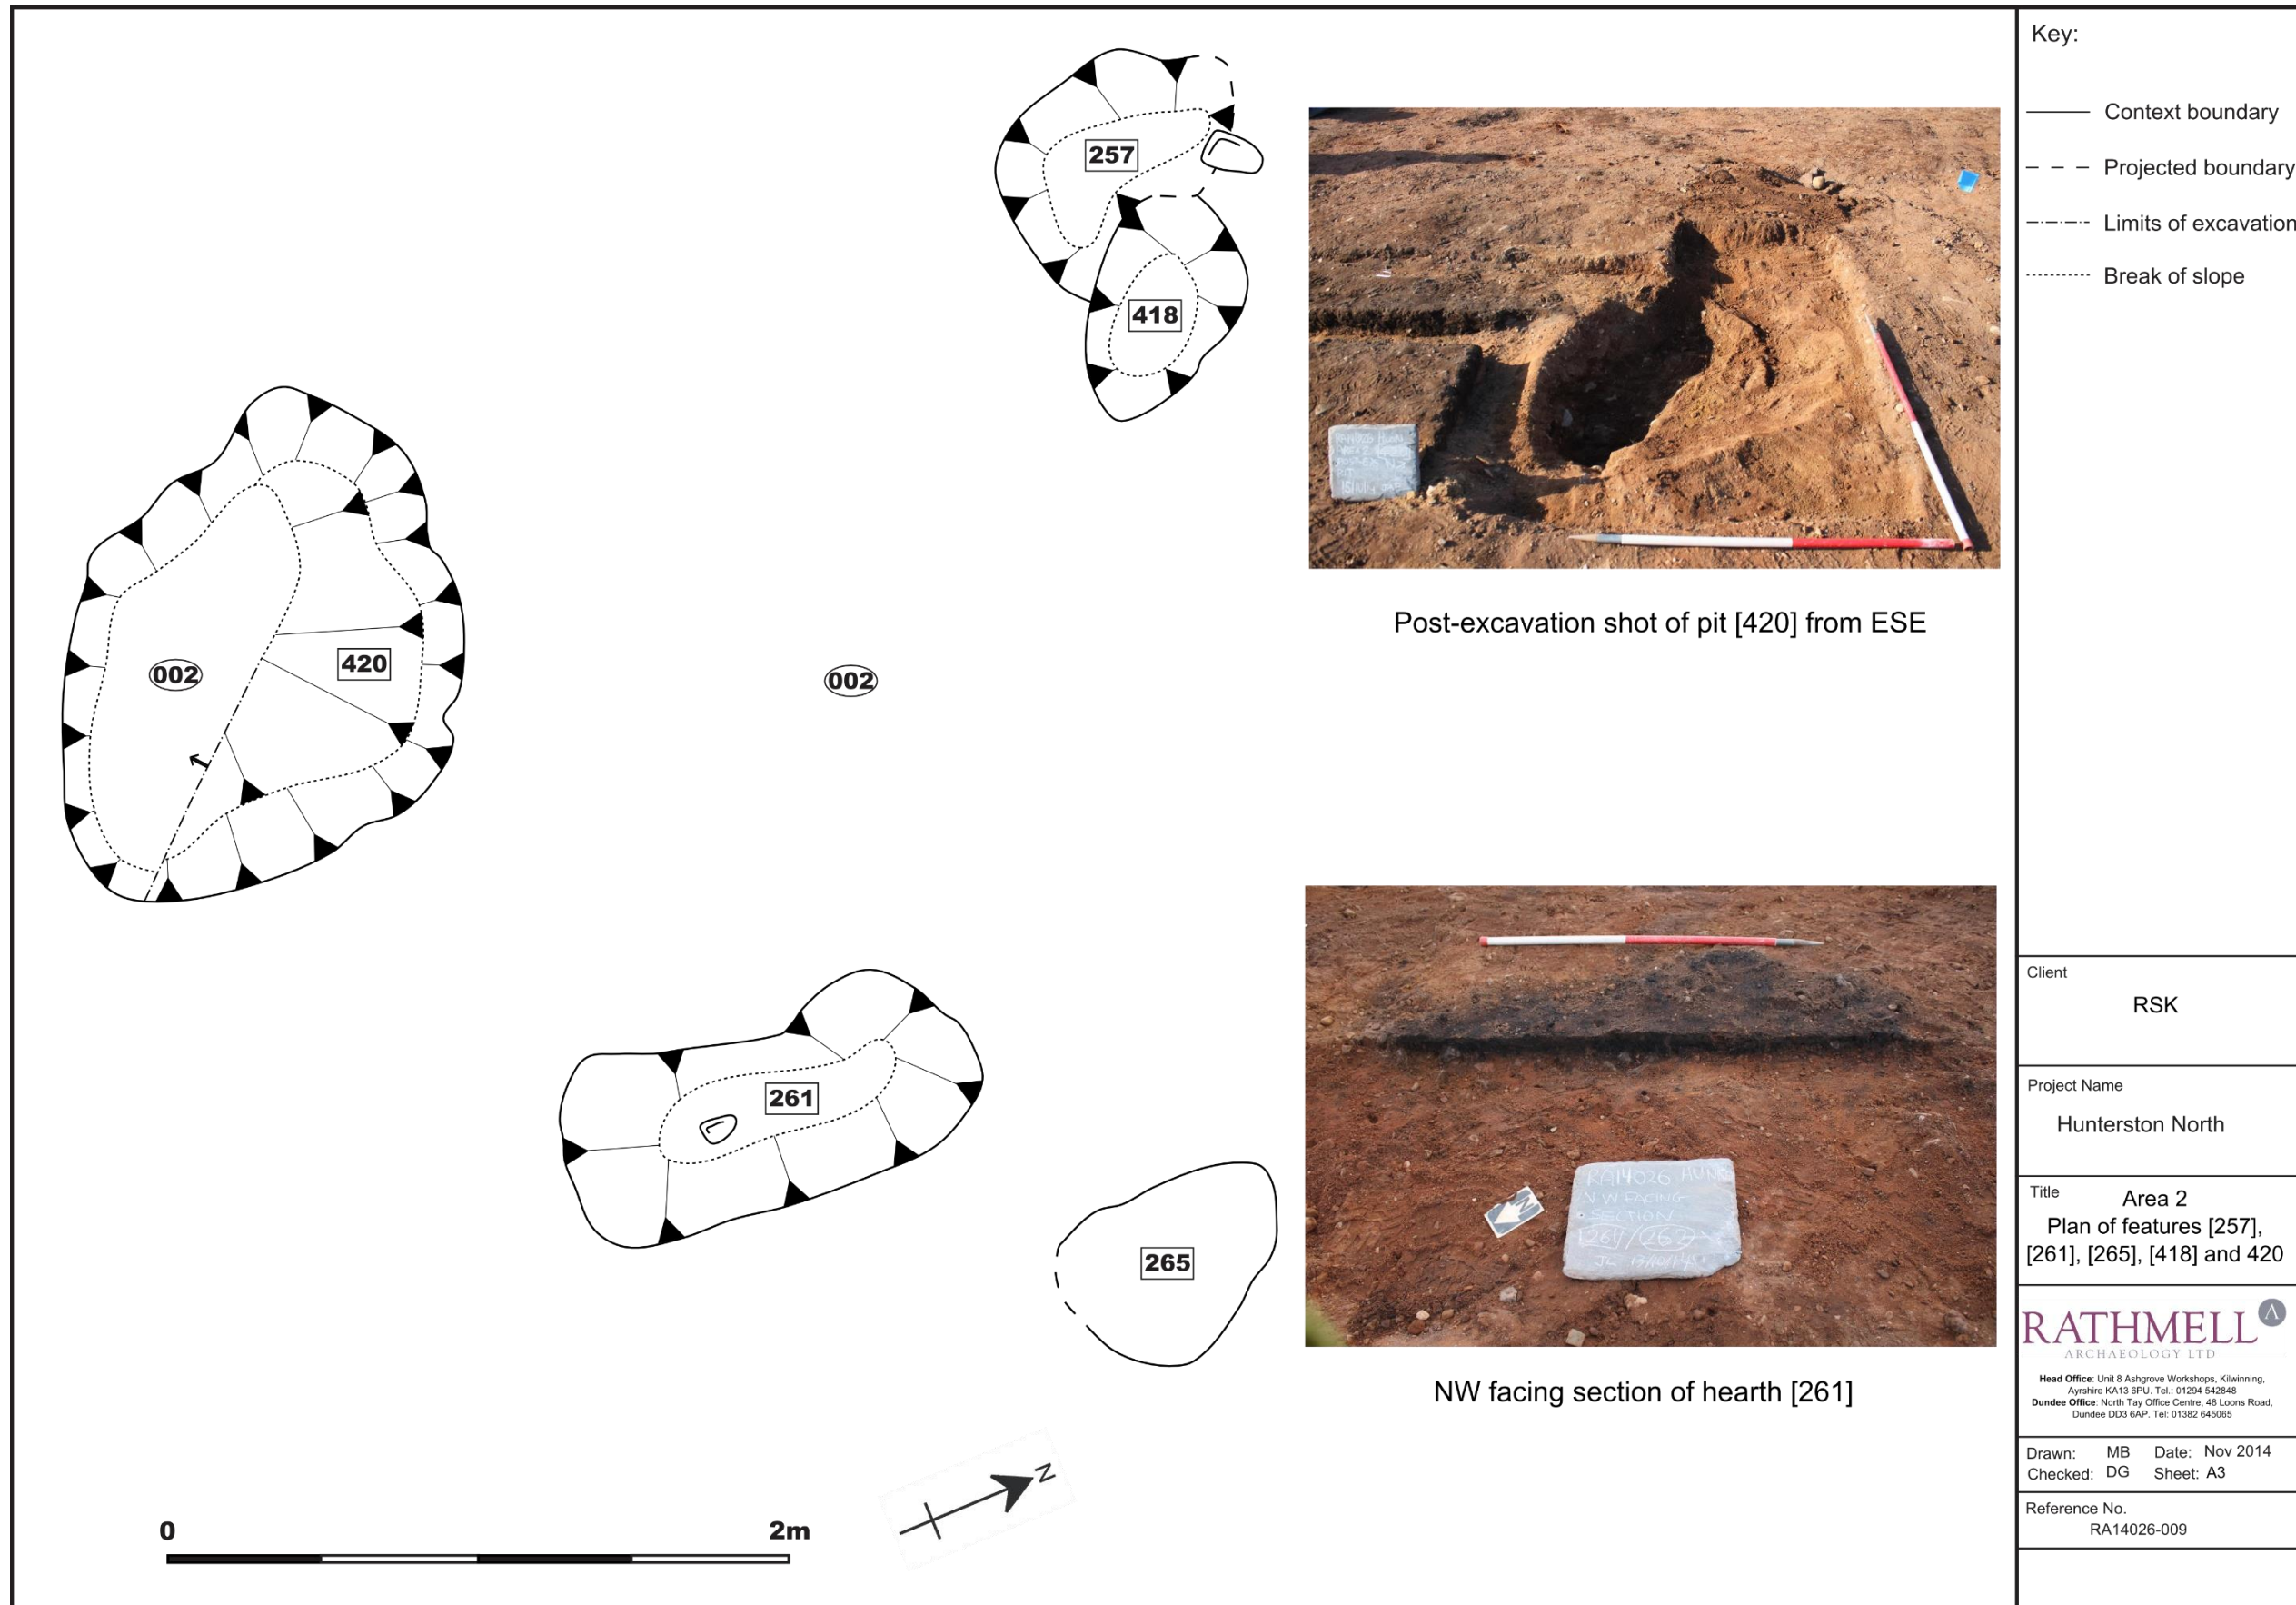 257
418
420
002
002
261
265
0 2m
N
RA14026 HUN
N W FACING
SECTION
Post-excavation shot of pit [420] from ESE
NW facing section of hearth [261]
Key:
Context boundary
Projected boundary
Limits of excavation
Break of slope
Client
RSK
Project Name
Hunterston North
Title Area 2
Plan of features [257],
[261], [265], [418] and 420
RATHMELL Λ
ARCHAEOLOGY LTD
Head Office: Unit 8 Ashgrove Workshops, Kilwinning,
Ayrshire KA13 6PU. Tel.: 01294 542848
Dundee Office: North Tay Office Centre, 48 Loons Road,
Dundee DD3 6AP. Tel: 01382 645065
Drawn: MB Date: Nov 2014
Checked: DG Sheet: A3
Reference No.
RA14026-009